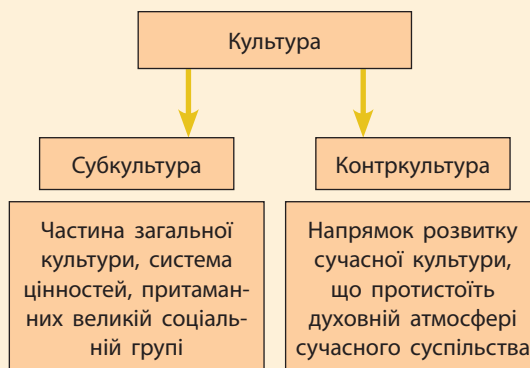 Культура
Субкультура
Контркультура
Частина загальної
культури, система
цінностей, притаман-
них великій соціаль-
ній групі
Напрямок розвитку
сучасної культури,
що протистоїть
духовній атмосфері
сучасного суспільства